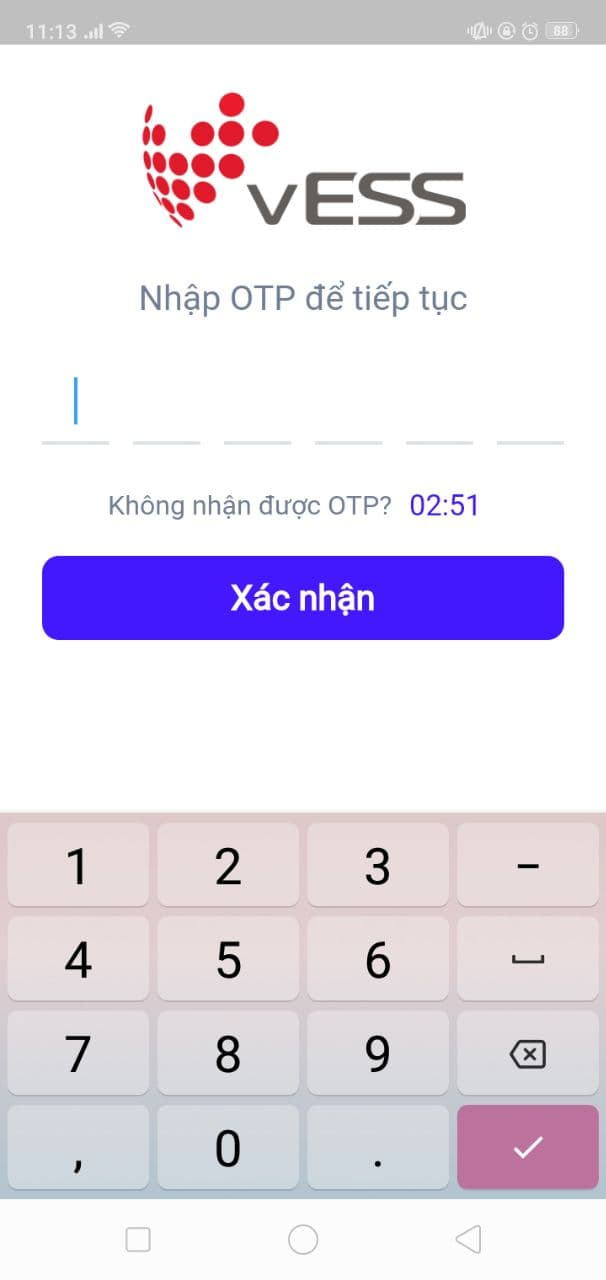 11:13
88
vESS
Nhập OTP để tiếp tục
Không nhận được OTP? 02:51
Xác nhận
1 2 3 -
4 5 6
7 8 9
, 0 .